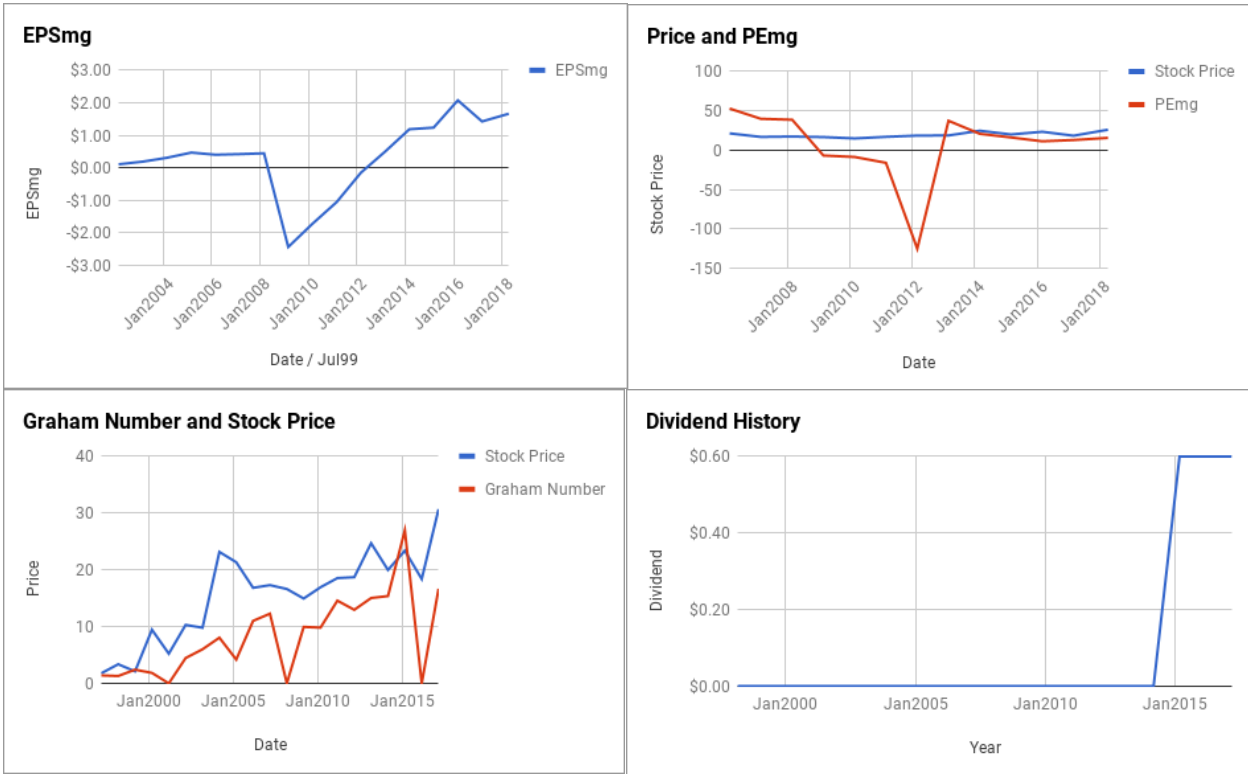 EPSmg
EPSmg
$3.00
$2.00
$1.00
$0.00
-$1.00
-$2.00
-$3.00
EPSmg
Jan2004
Jan2006
Jan2008
Jan2010
Jan2012
Jan2014
Jan2016
Jan2018
Date / Jul99
Price and PEmg
Stock Price
PEmg
100
50
0
-50
-100
-150
Stock Price
Jan2008
Jan2010
Jan2012
Jan2014
Jan2016
Jan2018
Date
Graham Number and Stock Price
Stock Price
Graham Number
40
30
20
10
0
Price
Jan2000
Jan2005
Jan2010
Jan2015
Date
Dividend History
$0.60
$0.40
$0.20
$0.00
Dividend
Jan2000
Jan2005
Jan2010
Jan2015
Year